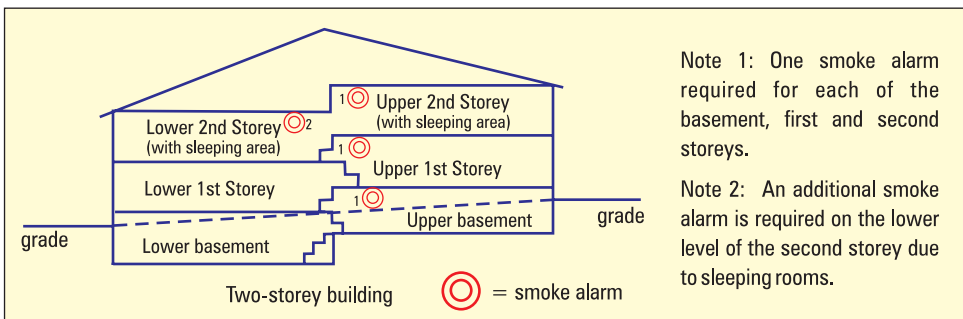 1 Upper 2nd Storey
(with sleeping area)
Lower 2nd Storey 2
(with sleeping area)
1
Upper 1st Storey
Lower 1st Storey
1
Upper basement
grade
grade
Lower basement
Two-storey building
= smoke alarm
Note 1: One smoke alarm
required for each of the
basement, first and second
storeys.
Note 2: An additional smoke
alarm is required on the lower
level of the second storey due
to sleeping rooms.